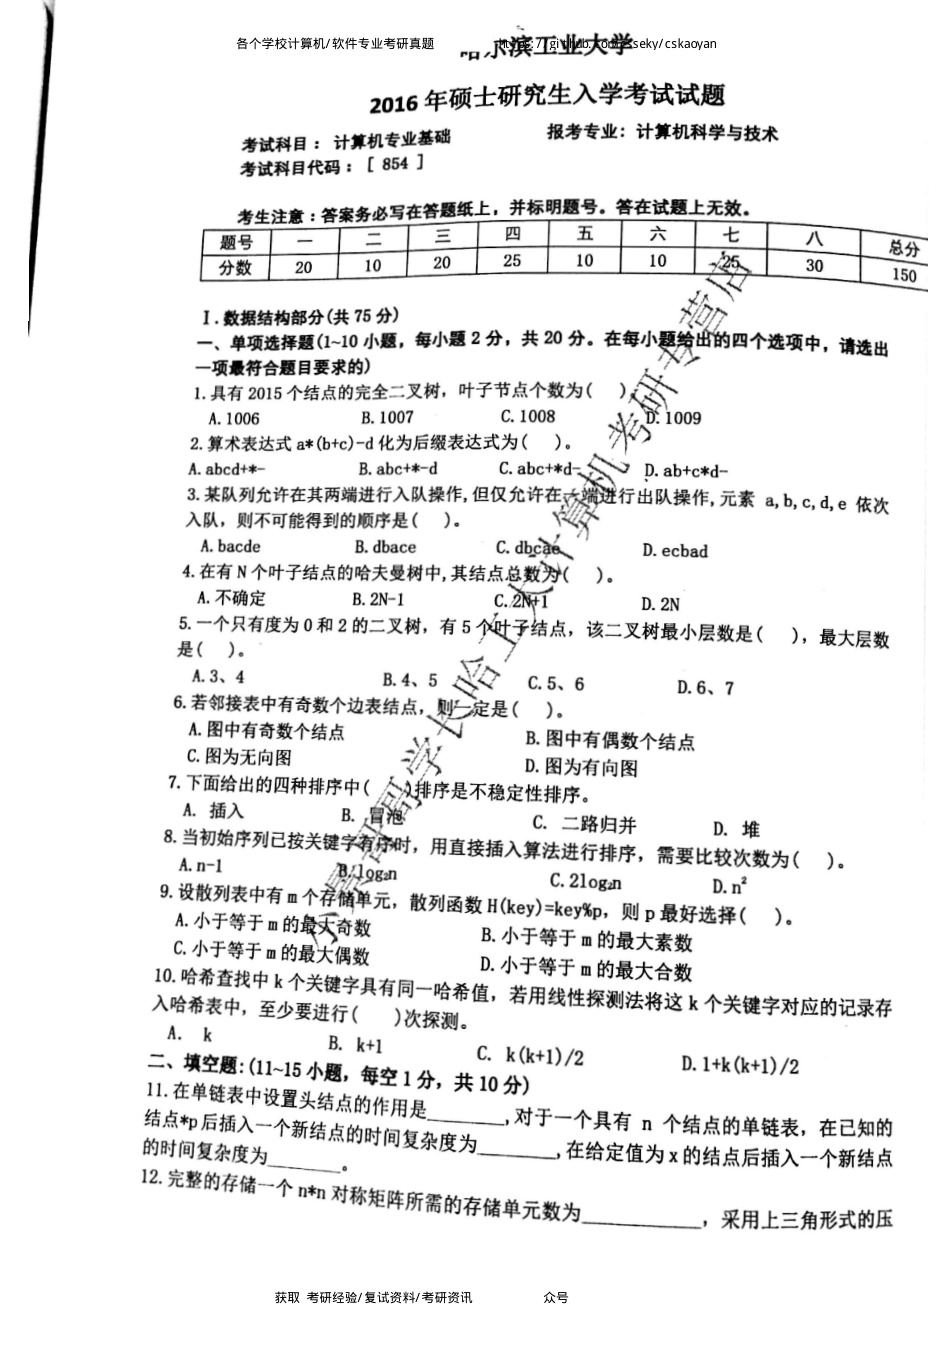 各个学校计算机/软件专业考研真题
哈尔滨工业大学
2016 年硕士研究生入学考试试题
考试科目： 计算机专业基础 报考专业：计算机科学与技术
考试科目代码：[ 854 ]
考生注意：答案务必写在答题纸上，并标明题号。答在试题上无效。
题号 一 二 三 四 五 六 七 八 总分
分数 20 10 20 25 10 10 25 30 150
Ⅰ.数据结构部分(共 75 分)
一、单项选择题(1~10 小题，每小题 2 分，共 20 分。在每小题给出的四个选项中，请选出
一项最符合题目要求的)
1.具有 2015 个结点的完全二叉树，叶子节点个数为( )。
A.1006 B.1007 C.1008 D.1009
2.算术表达式 a*(b+c)-d 化为后缀表达式为( )。
A.abcd+*- B.abc+*-d C.abc+*d- D.ab+c*d-
3.某队列允许在其两端进行入队操作,但仅允许在一端进行出队操作,元素 a,b,c,d,e 依次
入队，则不可能得到的顺序是( )。
A.bacde B.dbace C.dbcae D.ecbad
4.在有 N 个叶子结点的哈夫曼树中,其结点总数为( )。
A.不确定 B.2N-1 C.2N+1 D.2N
5.一个只有度为 0 和 2 的二叉树，有 5 个叶子结点，该二叉树最小层数是( )，最大层数
是( )。
A.3、4 B.4、5 C.5、6 D.6、7
6.若邻接表中有奇数个边表结点，则一定是( )。
A.图中有奇数个结点 B.图中有偶数个结点
C.图为无向图 D.图为有向图
7.下面给出的四种排序中( )排序是不稳定性排序。
A. 插入 B. 冒泡 C. 二路归并 D. 堆
8.当初始序列已按关键字有序时，用直接插入算法进行排序，需要比较次数为( )。
A.n-1 B.log₂n C.2log₂n D.n²
9.设散列表中有 m 个存储单元，散列函数 H(key)=key%p，则 p 最好选择( )。
A.小于等于 m 的最大奇数 B.小于等于 m 的最大素数
C.小于等于 m 的最大偶数 D.小于等于 m 的最大合数
10.哈希查找中 k 个关键字具有同一哈希值，若用线性探测法将这 k 个关键字对应的记录存
入哈希表中，至少要进行( )次探测。
A. k B. k+1 C. k(k+1)/2 D.1+k(k+1)/2
二、填空题:(11~15 小题，每空 1 分，共 10 分)
11.在单链表中设置头结点的作用是________,对于一个具有 n 个结点的单链表，在已知的
结点*p 后插入一个新结点的时间复杂度为________,在给定值为 x 的结点后插入一个新结点
的时间复杂度为________。
12.完整的存储一个 n*n 对称矩阵所需的存储单元数为____________，采用上三角形式的压
获取 考研经验/复试资料/考研资讯 众号